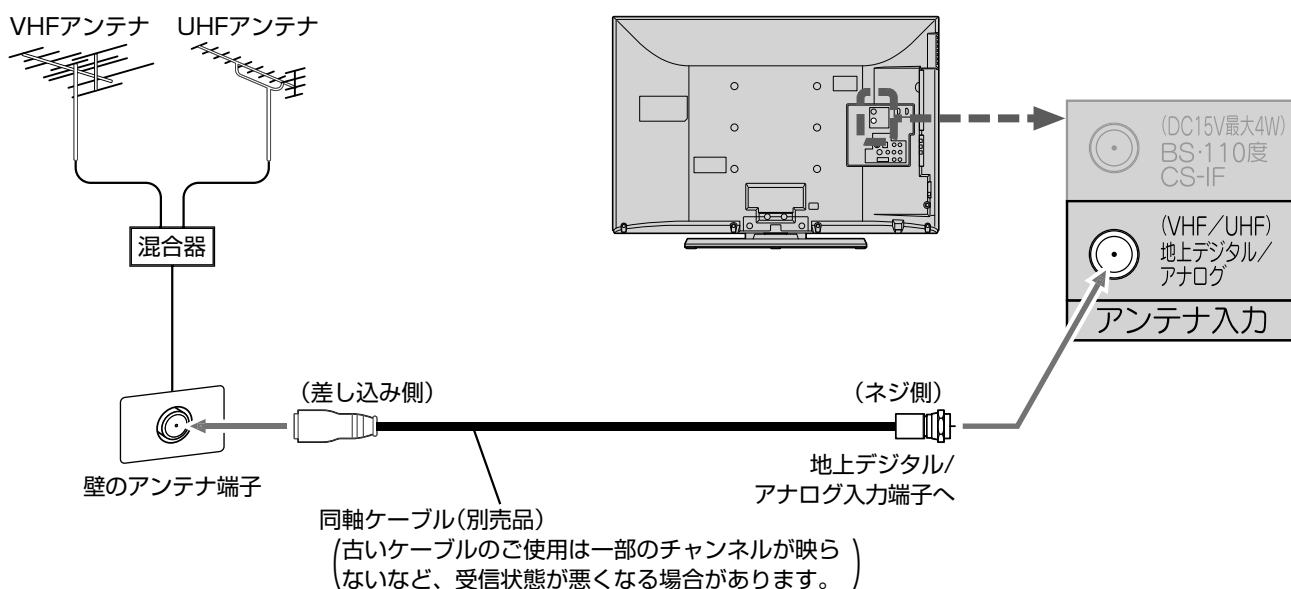 VHFアンテナ
UHFアンテナ
混合器
壁のアンテナ端子
(差し込み側)
同軸ケーブル(別売品)
(古いケーブルのご使用は一部のチャンネルが映ら
ないなど、受信状態が悪くなる場合があります。)
(ネジ側)
地上デジタル/
アナログ入力端子へ
(DC15V最大4W)
BS·110度
CS-IF
(VHF/UHF)
地上デジタル/
アナログ
アンテナ入力